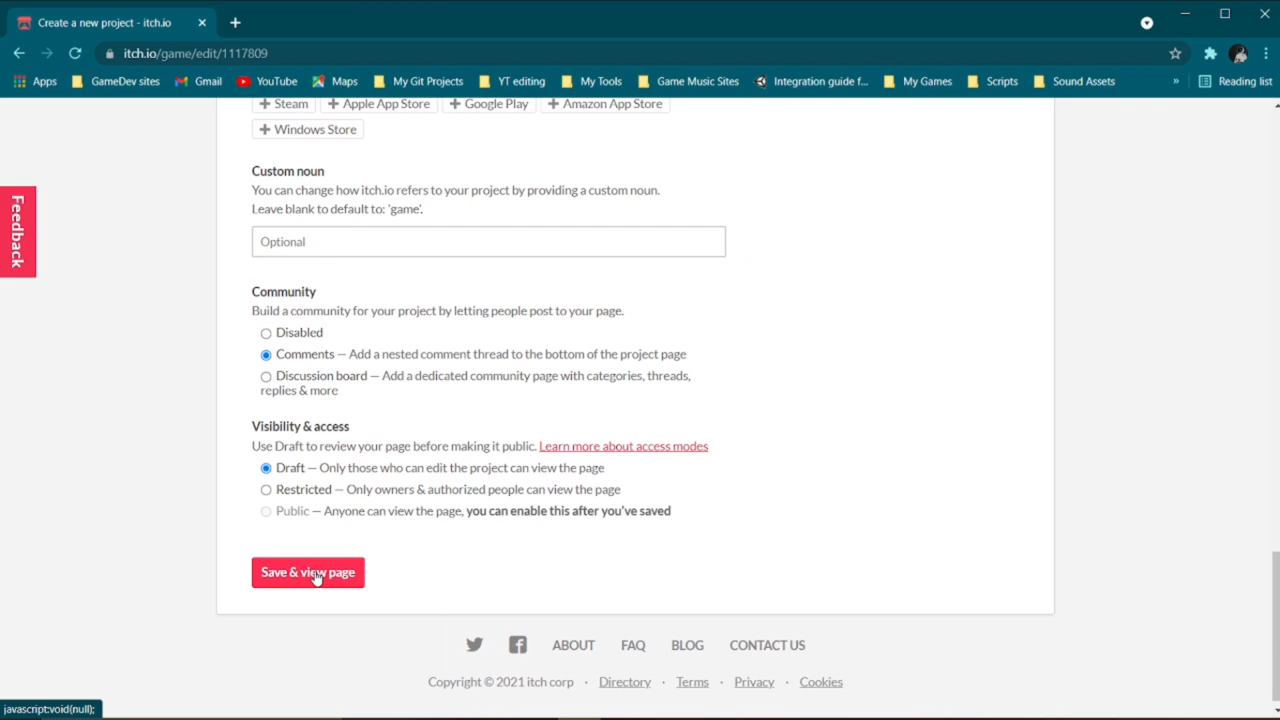 Create a new project - itch.io
itch.io/game/edit/1117809
Apps GameDev sites Gmail YouTube Maps My Git Projects YT editing My Tools Game Music Sites Integration guide f... My Games Scripts Sound Assets » Reading list
+ Steam + Apple App Store + Google Play + Amazon App Store
+ Windows Store
Feedback
Custom noun
You can change how itch.io refers to your project by providing a custom noun.
Leave blank to default to: 'game'.
Optional
Community
Build a community for your project by letting people post to your page.
Disabled
Comments — Add a nested comment thread to the bottom of the project page
Discussion board — Add a dedicated community page with categories, threads,
replies & more
Visibility & access
Use Draft to review your page before making it public. Learn more about access modes
Draft — Only those who can edit the project can view the page
Restricted — Only owners & authorized people can view the page
Public — Anyone can view the page, you can enable this after you've saved
Save & view page
ABOUT FAQ BLOG CONTACT US
Copyright © 2021 itch corp · Directory · Terms · Privacy · Cookies
javascript:void(null);